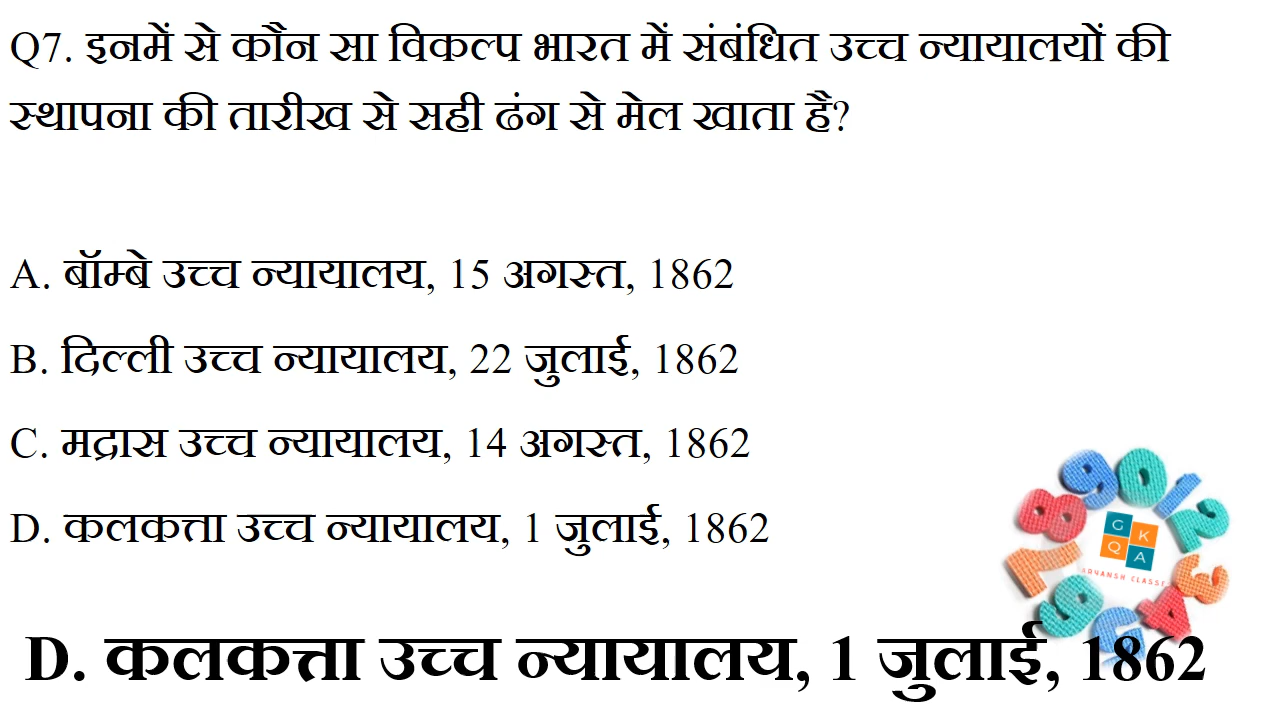 Q7. इनमें से कौन सा विकल्प भारत में संबंधित उच्च न्यायालयों की
स्थापना की तारीख से सही ढंग से मेल खाता है?
A. बॉम्बे उच्च न्यायालय, 15 अगस्त, 1862
B. दिल्ली उच्च न्यायालय, 22 जुलाई, 1862
C. मद्रास उच्च न्यायालय, 14 अगस्त, 1862
D. कलकत्ता उच्च न्यायालय, 1 जुलाई, 1862
G K
Q A
D. कलकत्ता उच्च न्यायालय, 1 जुलाई, 1862